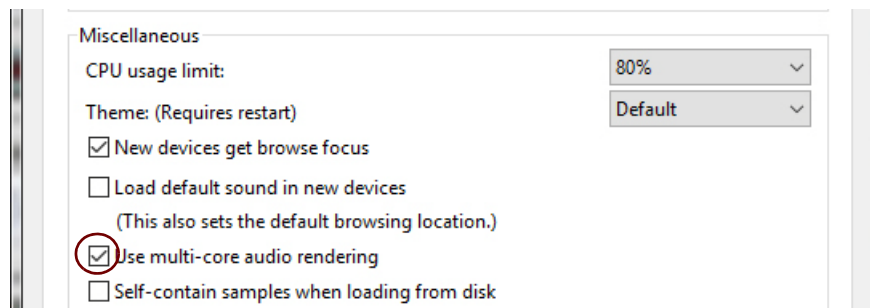 Miscellaneous
CPU usage limit: 80%
Theme: (Requires restart) Default
New devices get browse focus
Load default sound in new devices
(This also sets the default browsing location.)
Use multi-core audio rendering
Self-contain samples when loading from disk